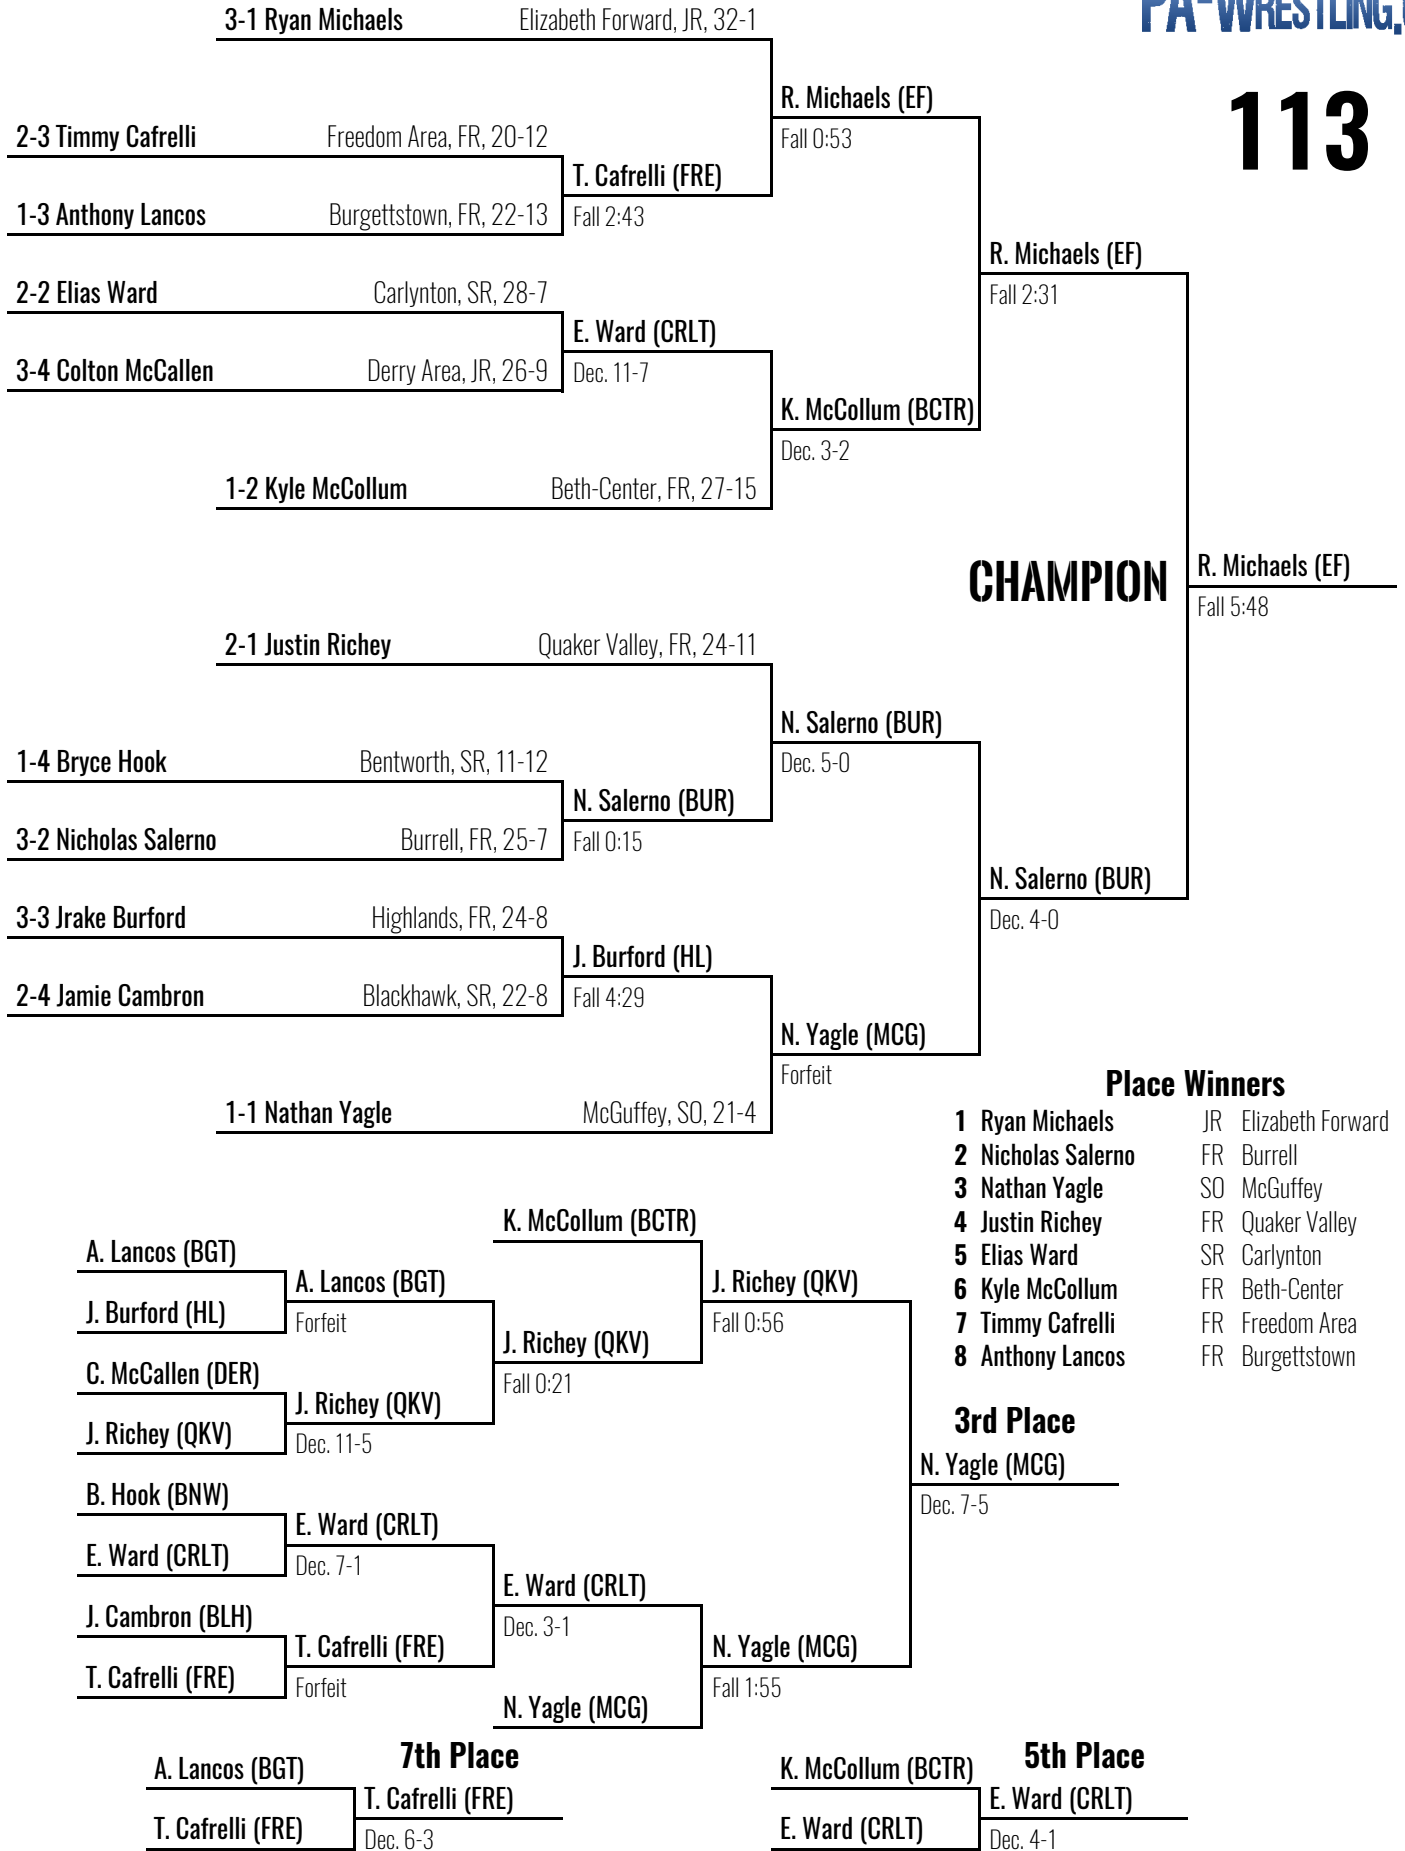 PA-WRESTLING.
113
3-1 Ryan Michaels Elizabeth Forward, JR, 32-1
R. Michaels (EF)
Fall 0:53
2-3 Timmy Cafrelli Freedom Area, FR, 20-12
T. Cafrelli (FRE)
Fall 2:43
1-3 Anthony Lancos Burgettstown, FR, 22-13
R. Michaels (EF)
Fall 2:31
2-2 Elias Ward Carlynton, SR, 28-7
E. Ward (CRLT)
Dec. 11-7
3-4 Colton McCallen Derry Area, JR, 26-9
K. McCollum (BCTR)
Dec. 3-2
1-2 Kyle McCollum Beth-Center, FR, 27-15
CHAMPION
R. Michaels (EF)
Fall 5:48
2-1 Justin Richey Quaker Valley, FR, 24-11
N. Salerno (BUR)
Dec. 5-0
1-4 Bryce Hook Bentworth, SR, 11-12
N. Salerno (BUR)
Fall 0:15
3-2 Nicholas Salerno Burrell, FR, 25-7
N. Salerno (BUR)
Dec. 4-0
3-3 Jrake Burford Highlands, FR, 24-8
J. Burford (HL)
Fall 4:29
2-4 Jamie Cambron Blackhawk, SR, 22-8
N. Yagle (MCG)
Forfeit
1-1 Nathan Yagle McGuffey, SO, 21-4
Place Winners
1 Ryan Michaels JR Elizabeth Forward
2 Nicholas Salerno FR Burrell
3 Nathan Yagle SO McGuffey
4 Justin Richey FR Quaker Valley
5 Elias Ward SR Carlynton
6 Kyle McCollum FR Beth-Center
7 Timmy Cafrelli FR Freedom Area
8 Anthony Lancos FR Burgettstown
K. McCollum (BCTR)
A. Lancos (BGT)
A. Lancos (BGT)
Forfeit
J. Burford (HL)
J. Richey (QKV)
Fall 0:56
J. Richey (QKV)
Fall 0:21
C. McCallen (DER)
J. Richey (QKV)
Dec. 11-5
J. Richey (QKV)
3rd Place
N. Yagle (MCG)
Dec. 7-5
B. Hook (BNW)
E. Ward (CRLT)
Dec. 7-1
E. Ward (CRLT)
E. Ward (CRLT)
Dec. 3-1
J. Cambron (BLH)
T. Cafrelli (FRE)
Forfeit
T. Cafrelli (FRE)
N. Yagle (MCG)
Fall 1:55
N. Yagle (MCG)
7th Place
A. Lancos (BGT)
T. Cafrelli (FRE)
Dec. 6-3
T. Cafrelli (FRE)
5th Place
K. McCollum (BCTR)
E. Ward (CRLT)
Dec. 4-1
E. Ward (CRLT)